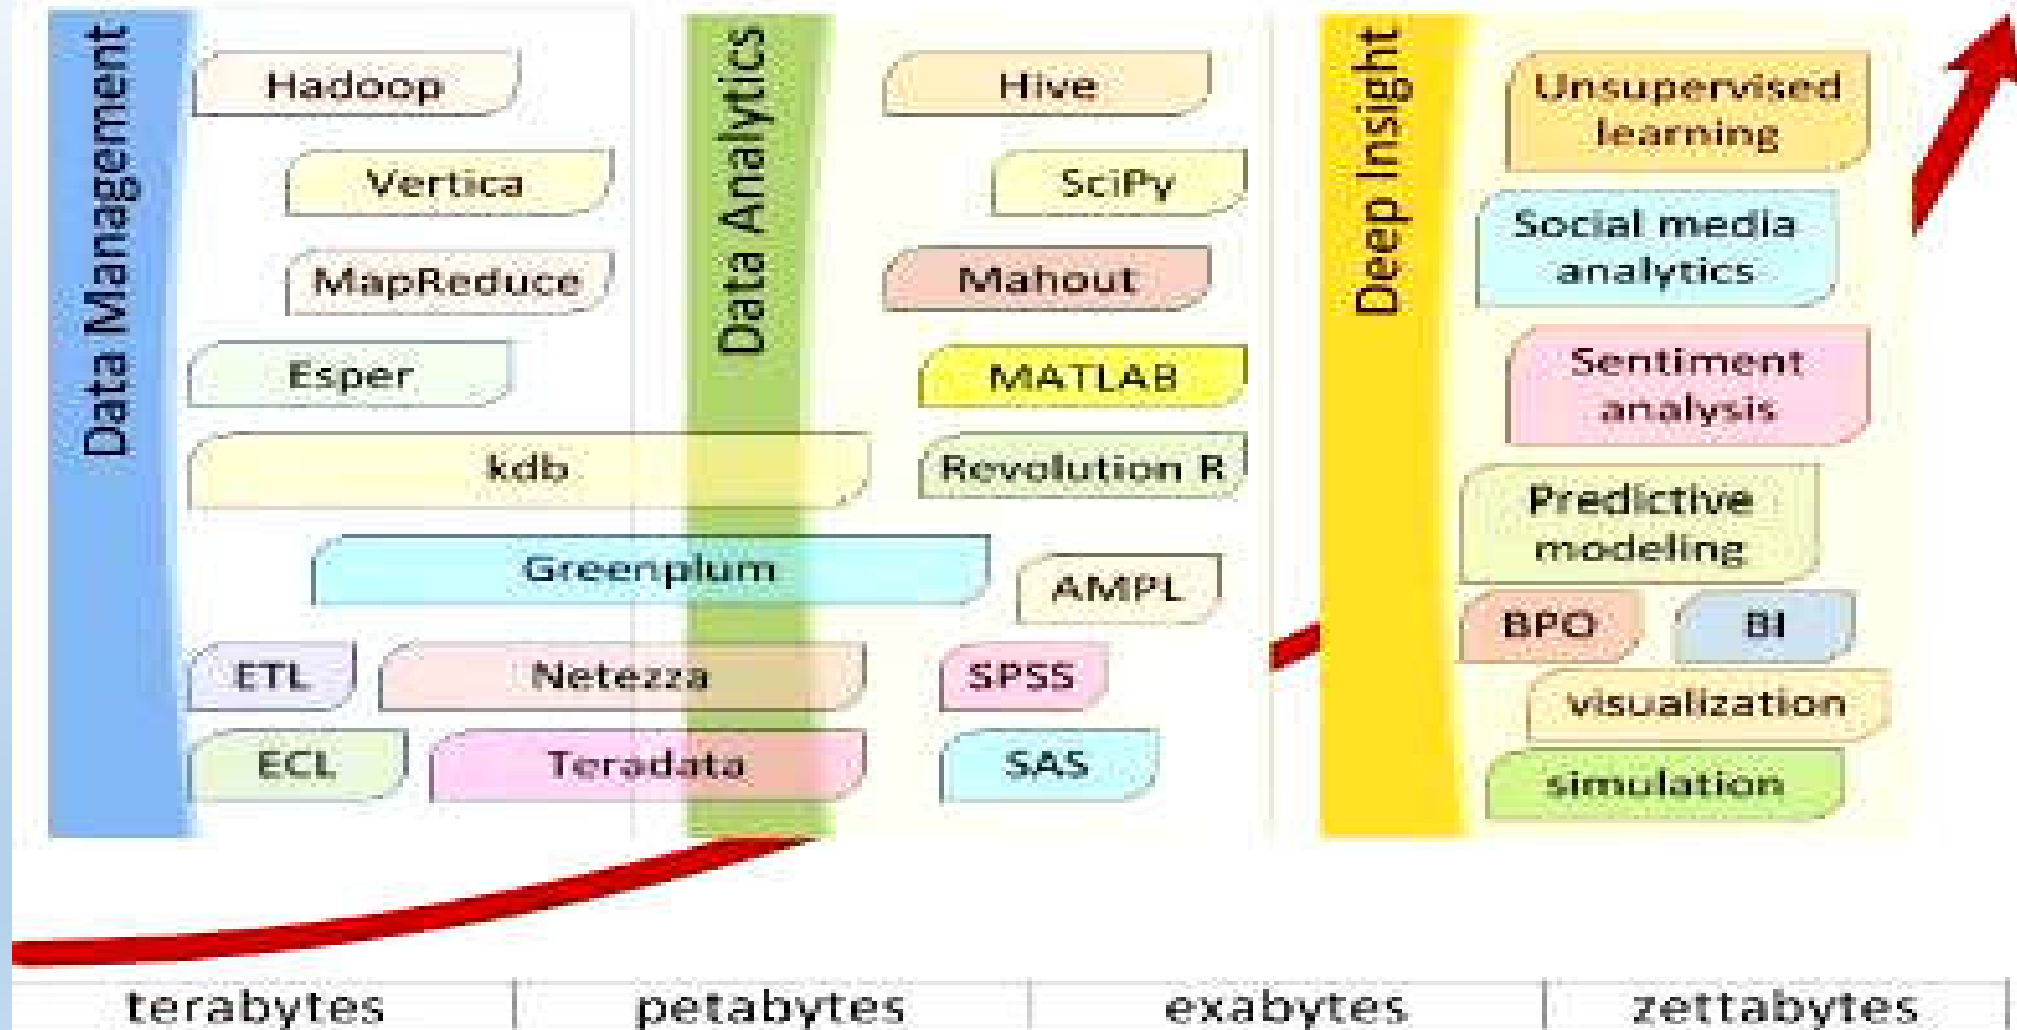 Data Management
Hadoop
Vertica
MapReduce
Esper
kdb
Greenplum
ETL
Netezza
ECL
Teradata
Data Analytics
Hive
SciPy
Mahout
MATLAB
Revolution R
AMPL
SPSS
SAS
Deep Insight
Unsupervised
learning
Social media
analytics
Sentiment
analysis
Predictive
modeling
BPO
BI
visualization
simulation
terabytes
petabytes
exabytes
zettabytes